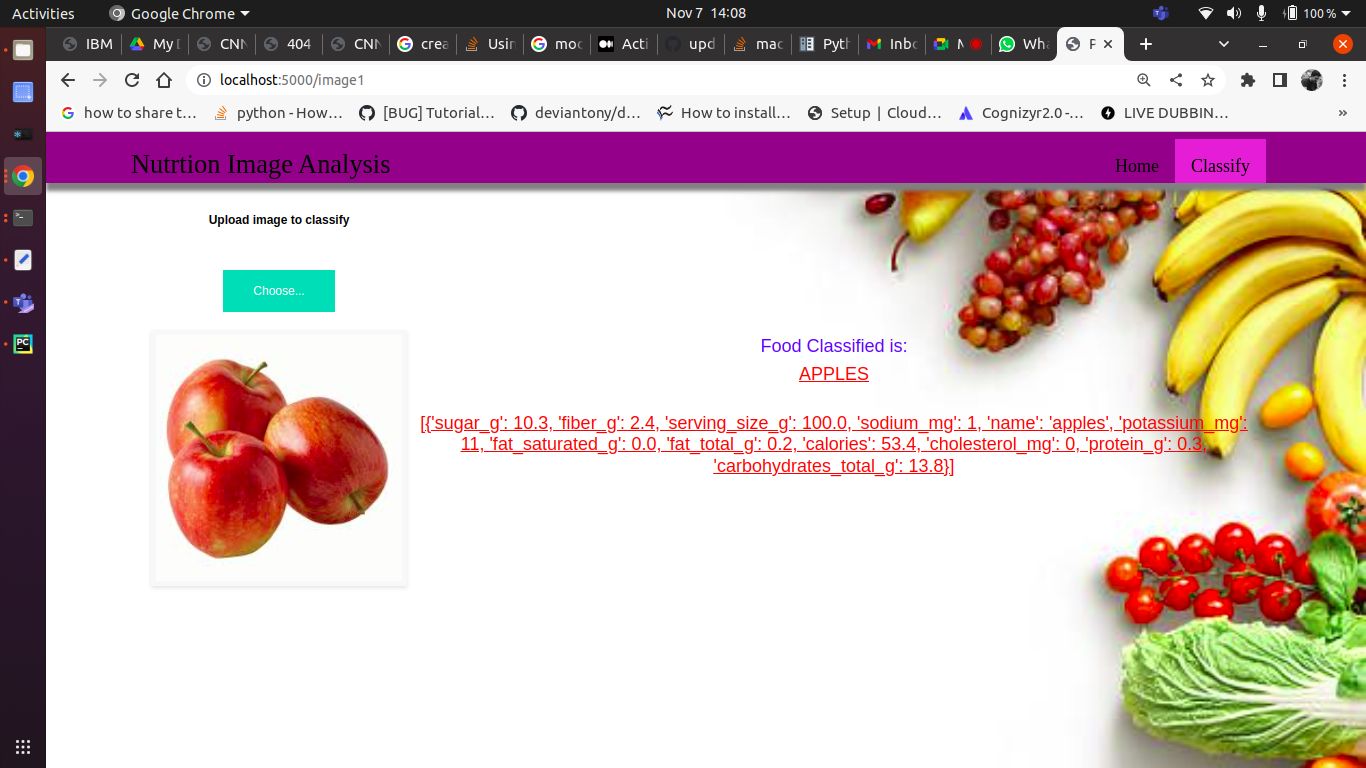 Activities
Google Chrome
Nov 7 14:08
100 %
IBM
My D
CNN
404
CNN
crea
Usin
moc
Acti
upd
mac
Pyth
Inbo
Wha
localhost:5000/image1
how to share t...
python - How...
[BUG] Tutorial...
deviantony/d...
How to install...
Setup | Cloud...
Cognizyr2.0 -...
LIVE DUBBIN...
»
Nutrtion Image Analysis
Home
Classify
Upload image to classify
Choose...
Food Classified is:
APPLES
[{'sugar_g': 10.3, 'fiber_g': 2.4, 'serving_size_g': 100.0, 'sodium_mg': 1, 'name': 'apples', 'potassium_mg':
11, 'fat_saturated_g': 0.0, 'fat_total_g': 0.2, 'calories': 53.4, 'cholesterol_mg': 0, 'protein_g': 0.3,
'carbohydrates_total_g': 13.8}]